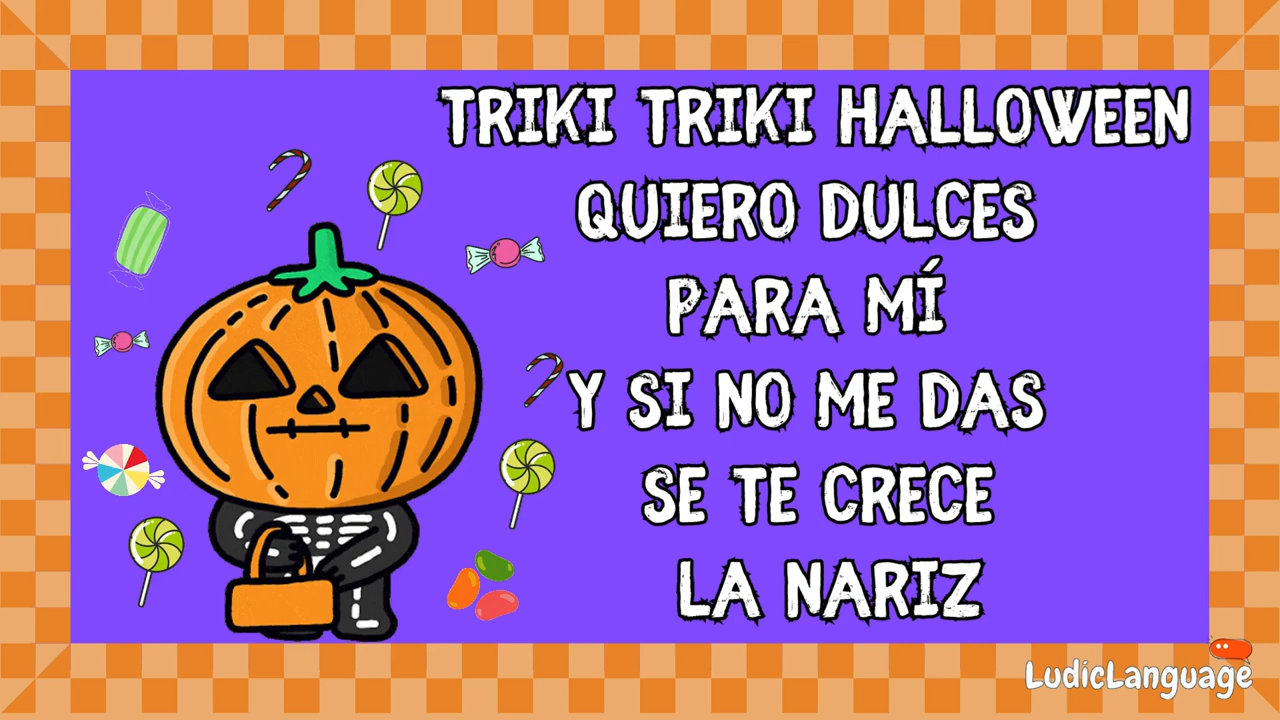 TRIKI TRIKI HALLOWEEN
QUIERO DULCES
PARA MÍ
Y SI NO ME DAS
SE TE CRECE
LA NARIZ
LudicLanguage